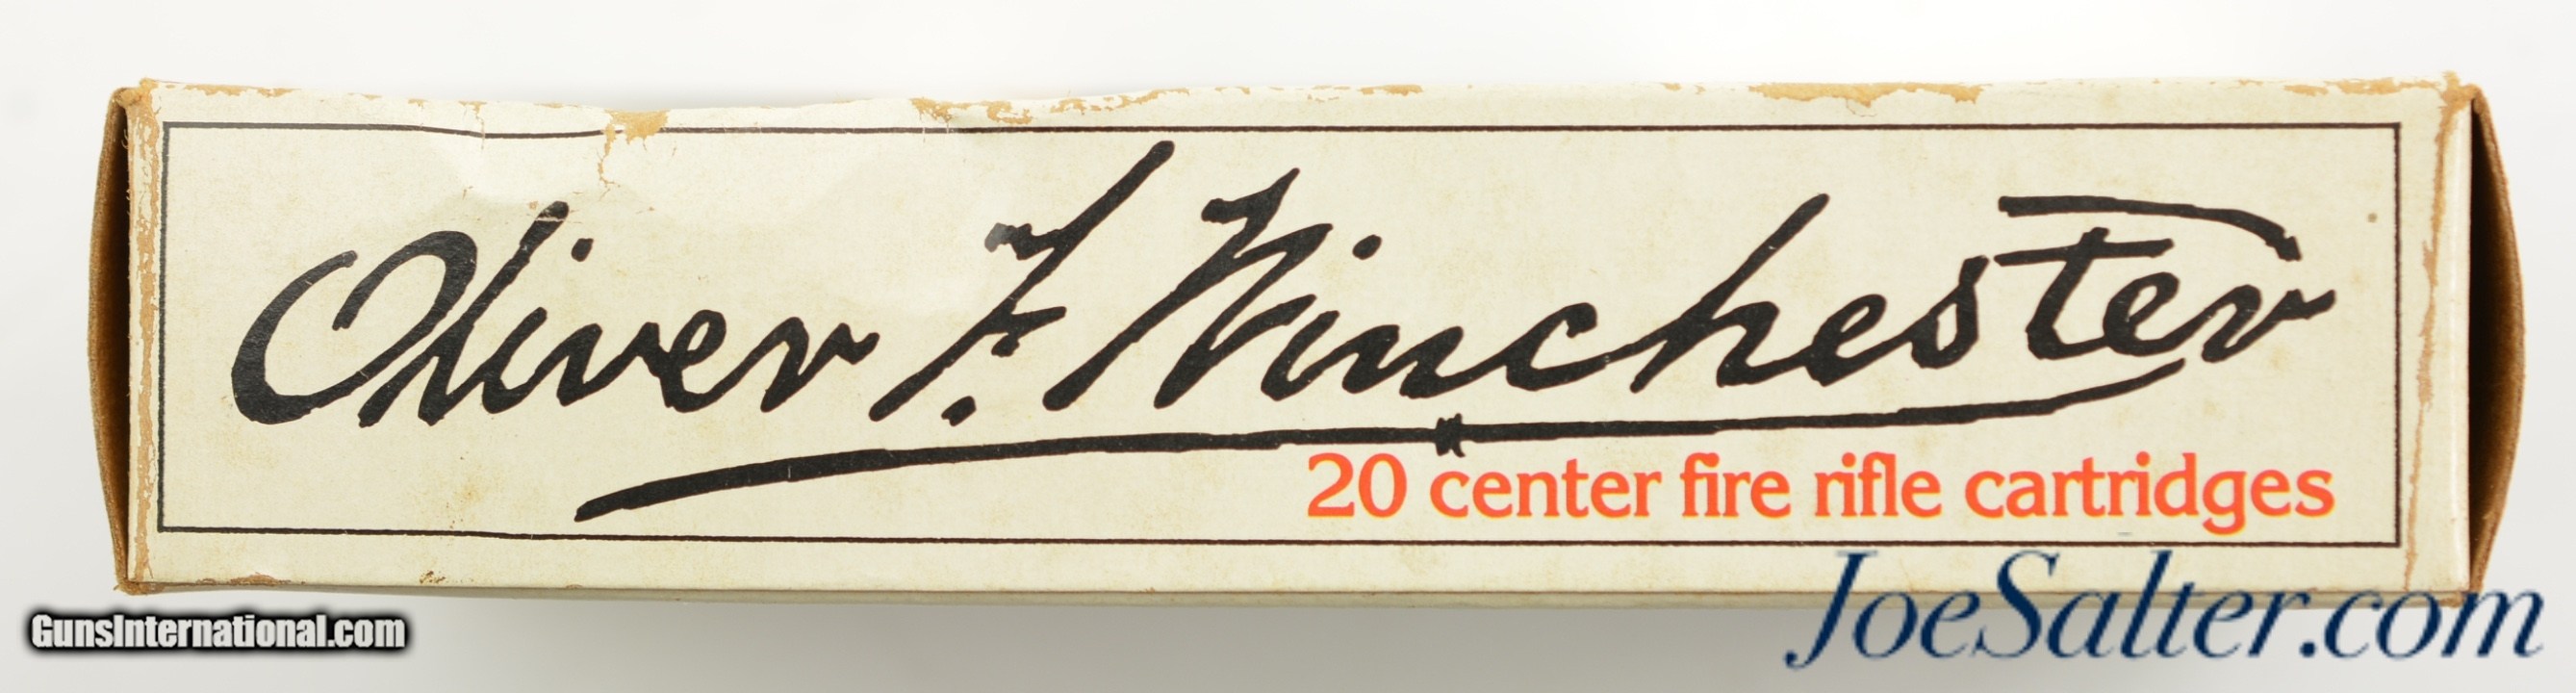 Oliver F. Winchester
20 center fire rifle cartridges
GunsInternational.com
JoeSalter.com